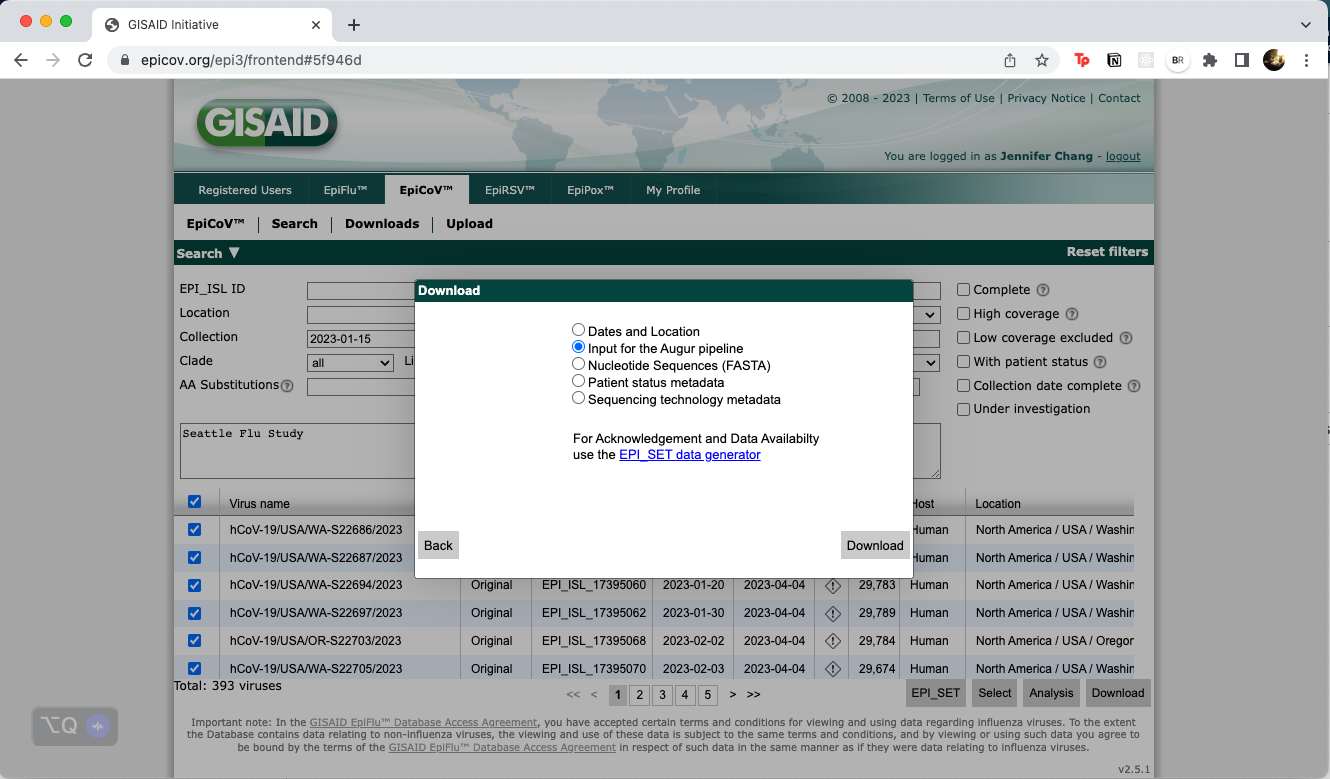 GISAID Initiative
epicov.org/epi3/frontend#5f946d
Tp
BR
GISAID
© 2008 - 2023 | Terms of Use | Privacy Notice | Contact
You are logged in as Jennifer Chang - logout
Registered Users EpiFlu™ EpiCoV™ EpiRSV™ EpiPox™ My Profile
EpiCoV™ Search Downloads Upload
Search ▼ Reset filters
EPI_ISL ID
Location
Collection 2023-01-15
Clade all Li
AA Substitutions ?
Complete ?
High coverage ?
Low coverage excluded ?
With patient status ?
Collection date complete ?
Under investigation
Seattle Flu Study
Download
Dates and Location
Input for the Augur pipeline
Nucleotide Sequences (FASTA)
Patient status metadata
Sequencing technology metadata
For Acknowledgement and Data Availabilty
use the EPI_SET data generator
Back Download
Virus name Host Location
hCoV-19/USA/WA-S22686/2023 Human North America / USA / Washin
hCoV-19/USA/WA-S22687/2023 Human North America / USA / Washin
hCoV-19/USA/WA-S22694/2023 Original EPI_ISL_17395060 2023-01-20 2023-04-04 29,783 Human North America / USA / Washin
hCoV-19/USA/WA-S22697/2023 Original EPI_ISL_17395062 2023-01-30 2023-04-04 29,789 Human North America / USA / Washin
hCoV-19/USA/OR-S22703/2023 Original EPI_ISL_17395068 2023-02-02 2023-04-04 29,784 Human North America / USA / Oregor
hCoV-19/USA/WA-S22705/2023 Original EPI_ISL_17395070 2023-02-03 2023-04-04 29,674 Human North America / USA / Washin
Total: 393 viruses << < 1 2 3 4 5 > >> EPI_SET Select Analysis Download
⌥Q
Important note: In the GISAID EpiFlu™ Database Access Agreement, you have accepted certain terms and conditions for viewing and using data regarding influenza viruses. To the extent
the Database contains data relating to non-influenza viruses, the viewing and use of these data is subject to the same terms and conditions, and by viewing or using such data you agree to
be bound by the terms of the GISAID EpiFlu™ Database Access Agreement in respect of such data in the same manner as if they were data relating to influenza viruses.
v2.5.1